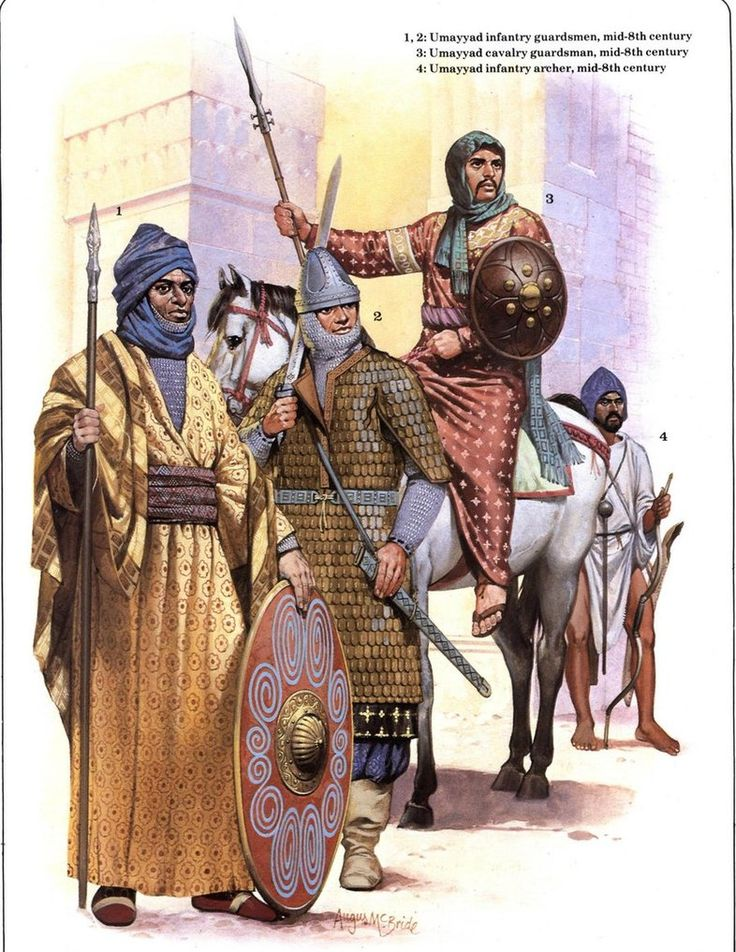 1, 2: Umayyad infantry guardsmen, mid-8th century
3: Umayyad cavalry guardsman, mid-8th century
4: Umayyad infantry archer, mid-8th century
1
3
2
4
Angus McBride